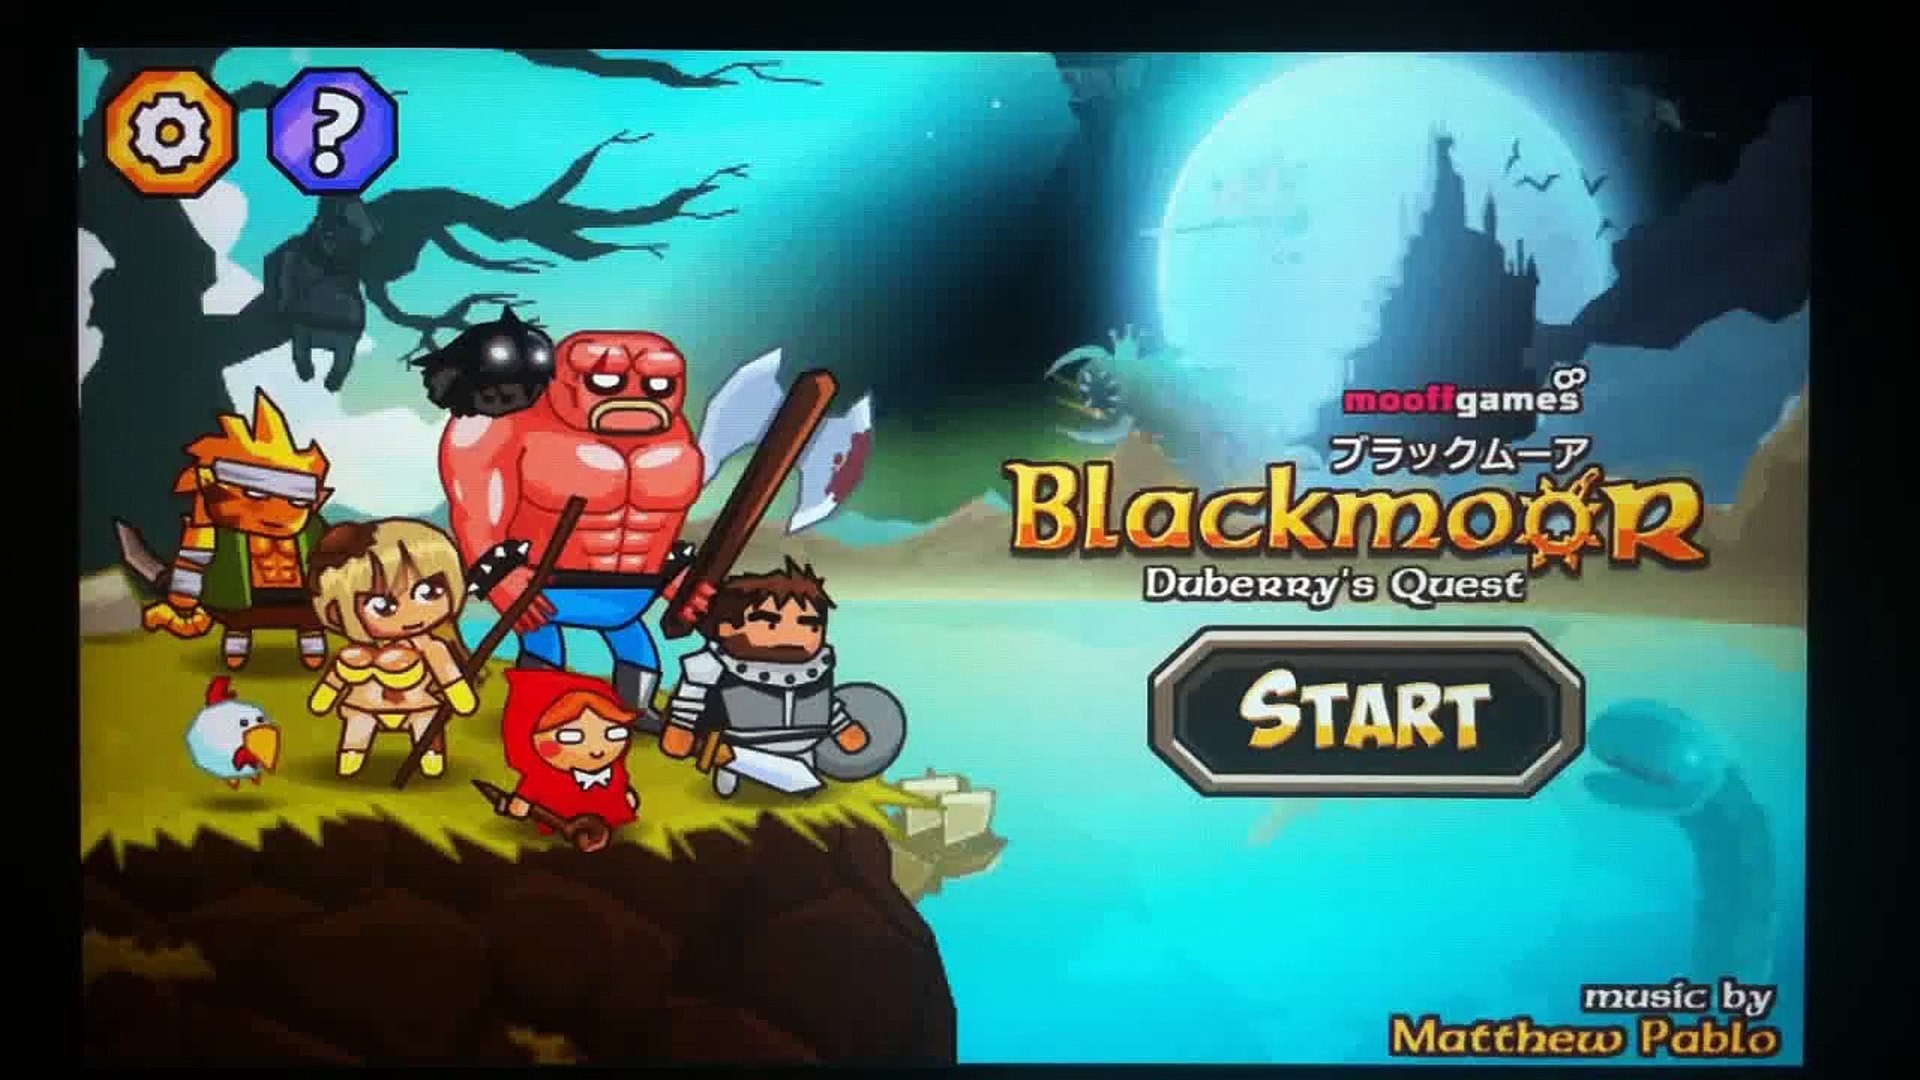 ?
mooffgames
ブラックムーア
Blackmoor
Duberry's Quest
START
music by
Matthew Pablo